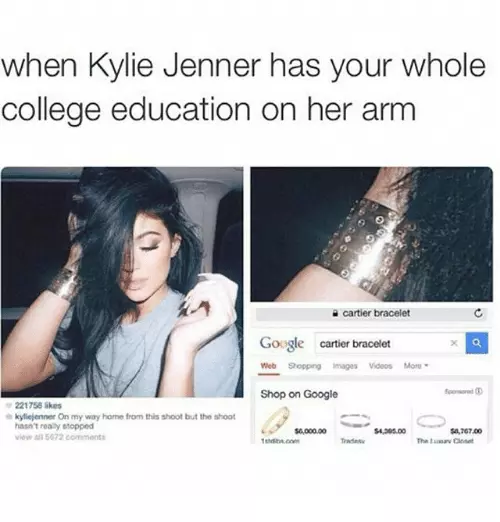 when Kylie Jenner has your whole
college education on her arm
221756 likes
kyliejenner On my way home from this shoot but the shoot
hasn't really stopped
view all 5672 comments
cartier bracelet
Google cartier bracelet
Web Shopping Images Videos More
Shop on Google Sponsored
$6,000.00 $4,285.00 $8,767.00
1stdibs.com Tradesy The Luxury Closet